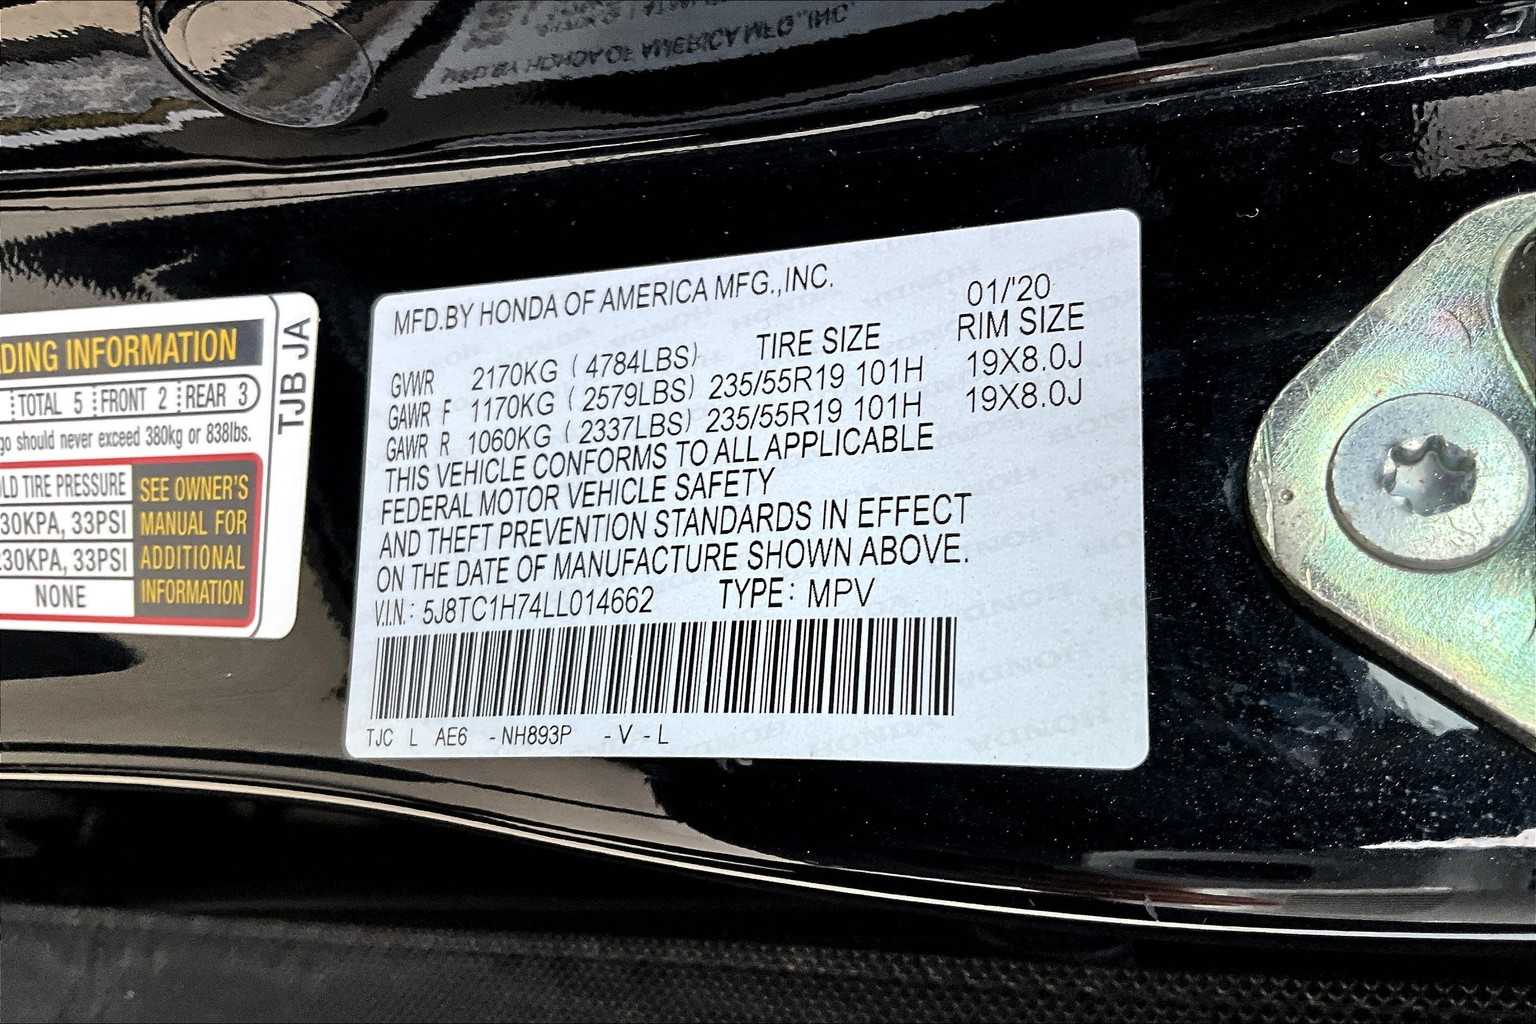 MFD.BY HONDA OF AMERICA MFG.,INC. 01/'20
TIRE SIZE RIM SIZE
GVWR 2170KG ( 4784LBS)
GAWR F 1170KG ( 2579LBS) 235/55R19 101H 19X8.0J
GAWR R 1060KG ( 2337LBS) 235/55R19 101H 19X8.0J
THIS VEHICLE CONFORMS TO ALL APPLICABLE
FEDERAL MOTOR VEHICLE SAFETY
AND THEFT PREVENTION STANDARDS IN EFFECT
ON THE DATE OF MANUFACTURE SHOWN ABOVE.
V.I.N.: 5J8TC1H74LL014662 TYPE: MPV
TJC L AE6 -NH893P -V-L
DING INFORMATION
TOTAL 5 FRONT 2 REAR 3
go should never exceed 380kg or 838lbs.
LD TIRE PRESSURE
30KPA, 33PSI
230KPA, 33PSI
NONE
SEE OWNER'S
MANUAL FOR
ADDITIONAL
INFORMATION
TJB JA